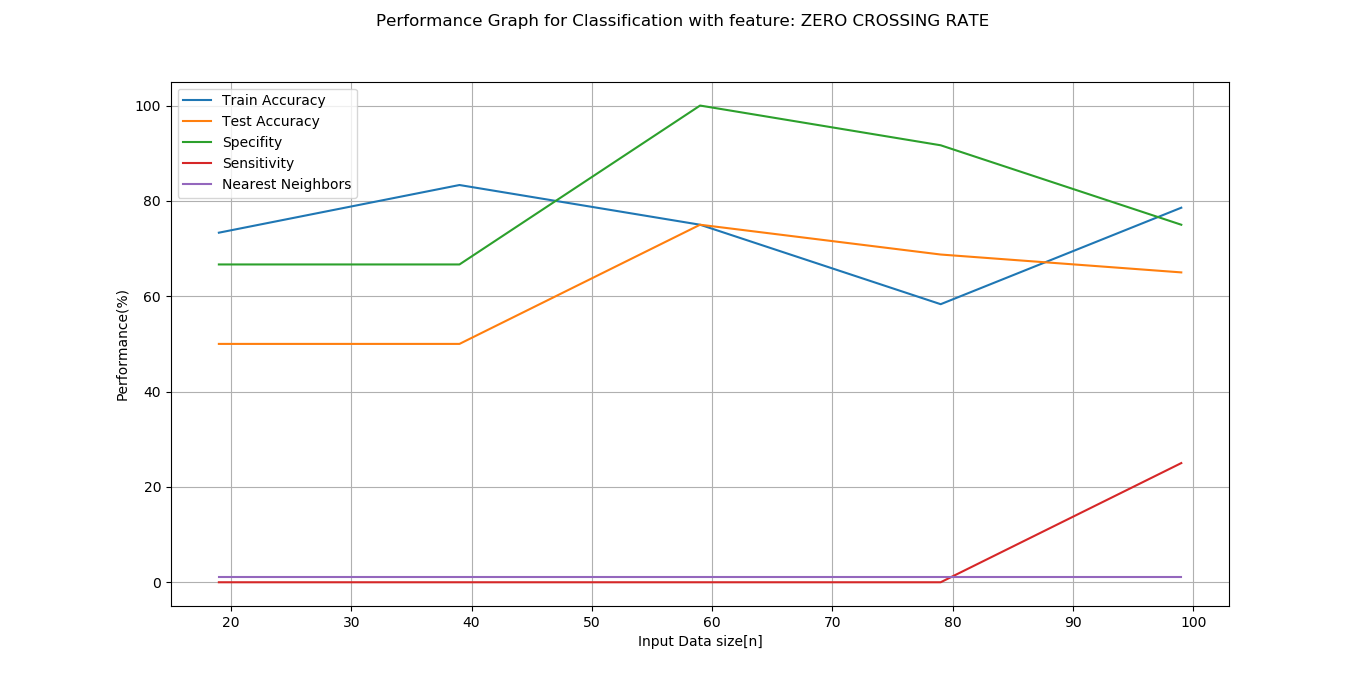 Performance Graph for Classification with feature: ZERO CROSSING RATE
Train Accuracy
Test Accuracy
Specifity
Sensitivity
Nearest Neighbors
100
80
60
40
20
0
Performance(%)
20 30 40 50 60 70 80 90 100
Input Data size[n]